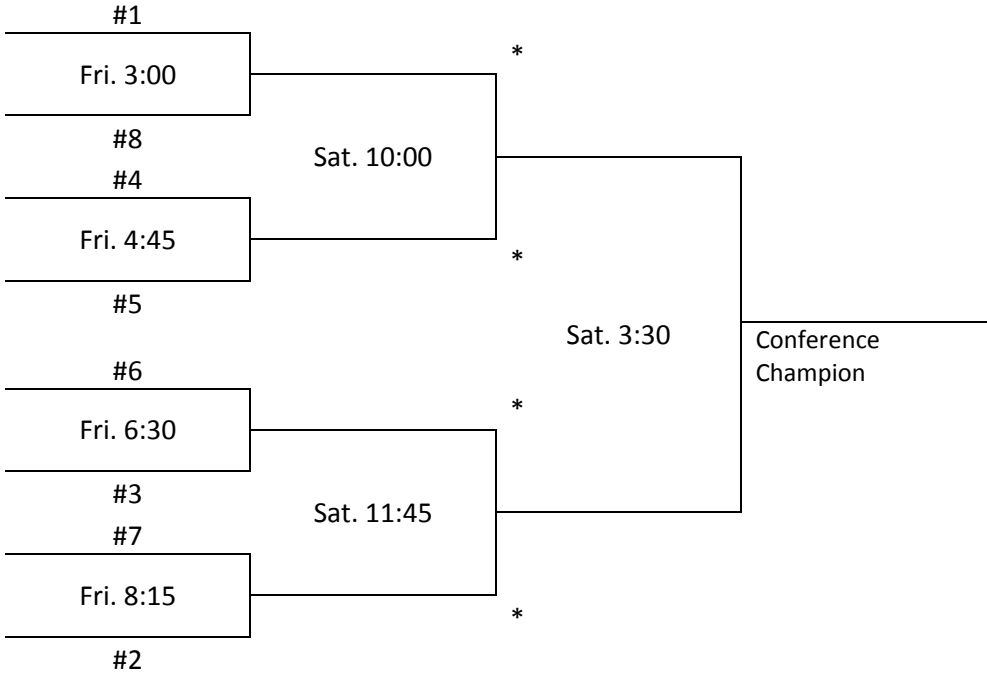 #1
*
Fri. 3:00
#8
Sat. 10:00
#4
Fri. 4:45
*
#5
Sat. 3:30
Conference
Champion
#6
*
Fri. 6:30
#3
Sat. 11:45
#7
Fri. 8:15
*
#2